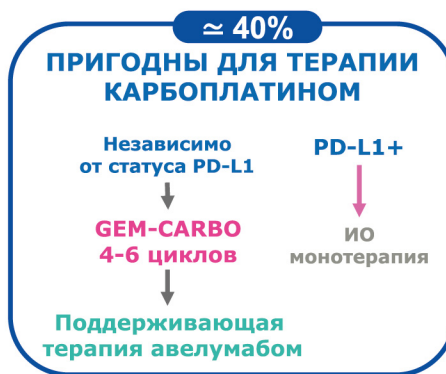 ≃ 40%
ПРИГОДНЫ ДЛЯ ТЕРАПИИ
КАРБОПЛАТИНОМ
Независимо
от статуса PD-L1
GEM-CARBO
4-6 циклов
Поддерживающая
терапия авелумабом
PD-L1+
ИО
монотерапия